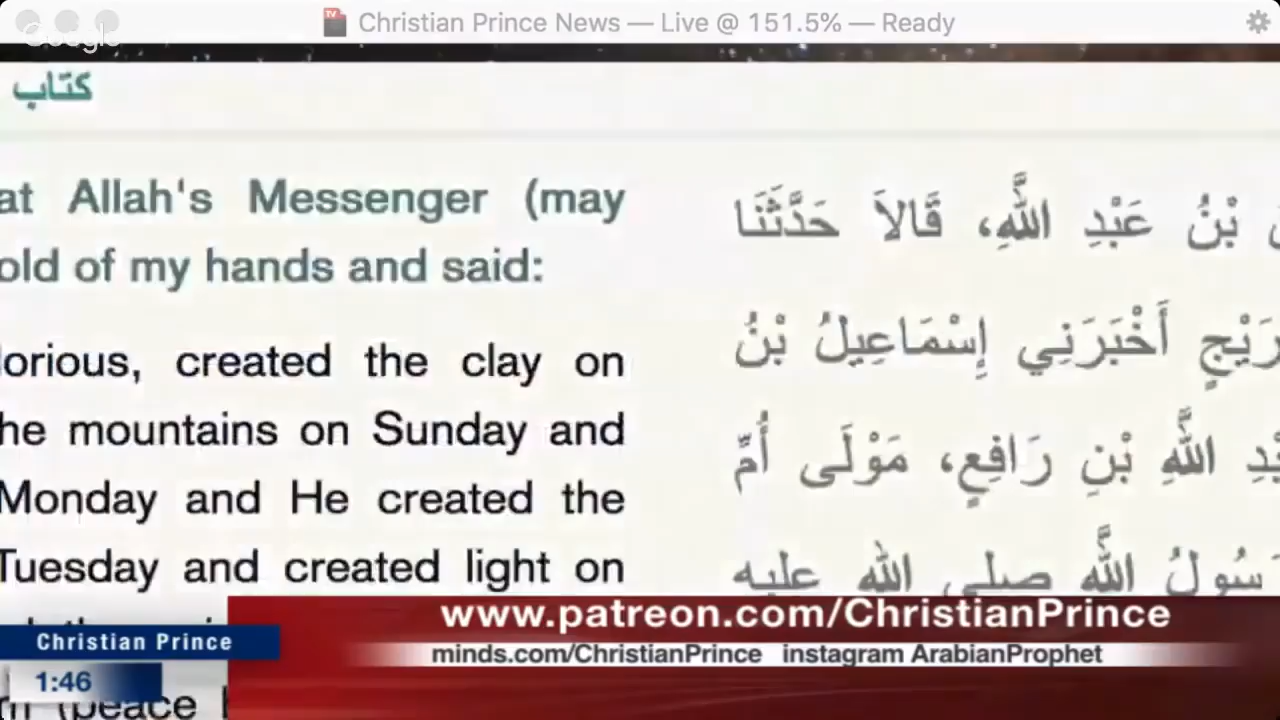 Christian Prince News — Live @ 151.5% — Ready
Google
كتاب
at Allah's Messenger (may
old of my hands and said:
lorious, created the clay on
he mountains on Sunday and
Monday and He created the
Tuesday and created light on
بْنُ عَبْدِ اللَّهِ، قَالاَ حَدَّثَنَا
رَيْجٍ أَخْبَرَنِي إِسْمَاعِيلُ بْنُ
دِ اللَّهِ بْنِ رَافِعٍ، مَوْلَى أُمِّ
سُولُ اللَّهِ صلى الله عليه
www.patreon.com/ChristianPrince
Christian Prince
minds.com/ChristianPrince instagram ArabianProphet
1:46
(peace